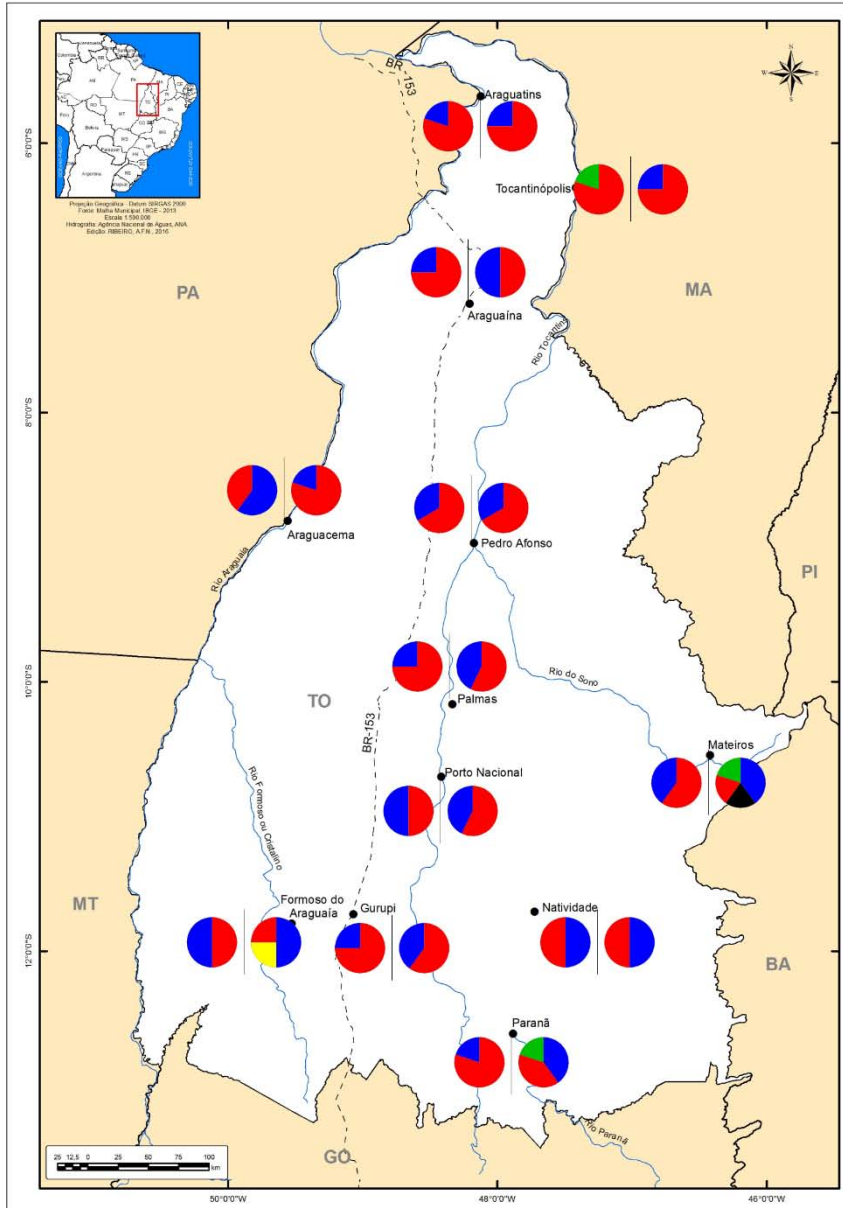 Projeção Geográfica - Datum SIRGAS 2000
Fonte: Malha Municipal, IBGE - 2013
Escala 1:590.000
Hidrografia: Agência Nacional de Águas, ANA.
Edição: RIBEIRO, A.F.N., 2016
N
W
E
S
BR - 153
Araguatins
Tocantinópolis
6°0'0"S
PA
MA
Araguaína
Rio Tocantins
8°0'0"S
Araguacema
Rio Araguaia
Pedro Afonso
PI
10°0'0"S
TO
Rio do Sono
Palmas
BR-153
Mateiros
Porto Nacional
Rio Formoso ou Cristalino
MT
Formoso do
Araguaía
Gurupi
Natividade
12°0'0"S
BA
Paranã
Rio Paranã
GO
25 12,5 0 25 50 75 100
km
50°0'0"W
48°0'0"W
46°0'0"W